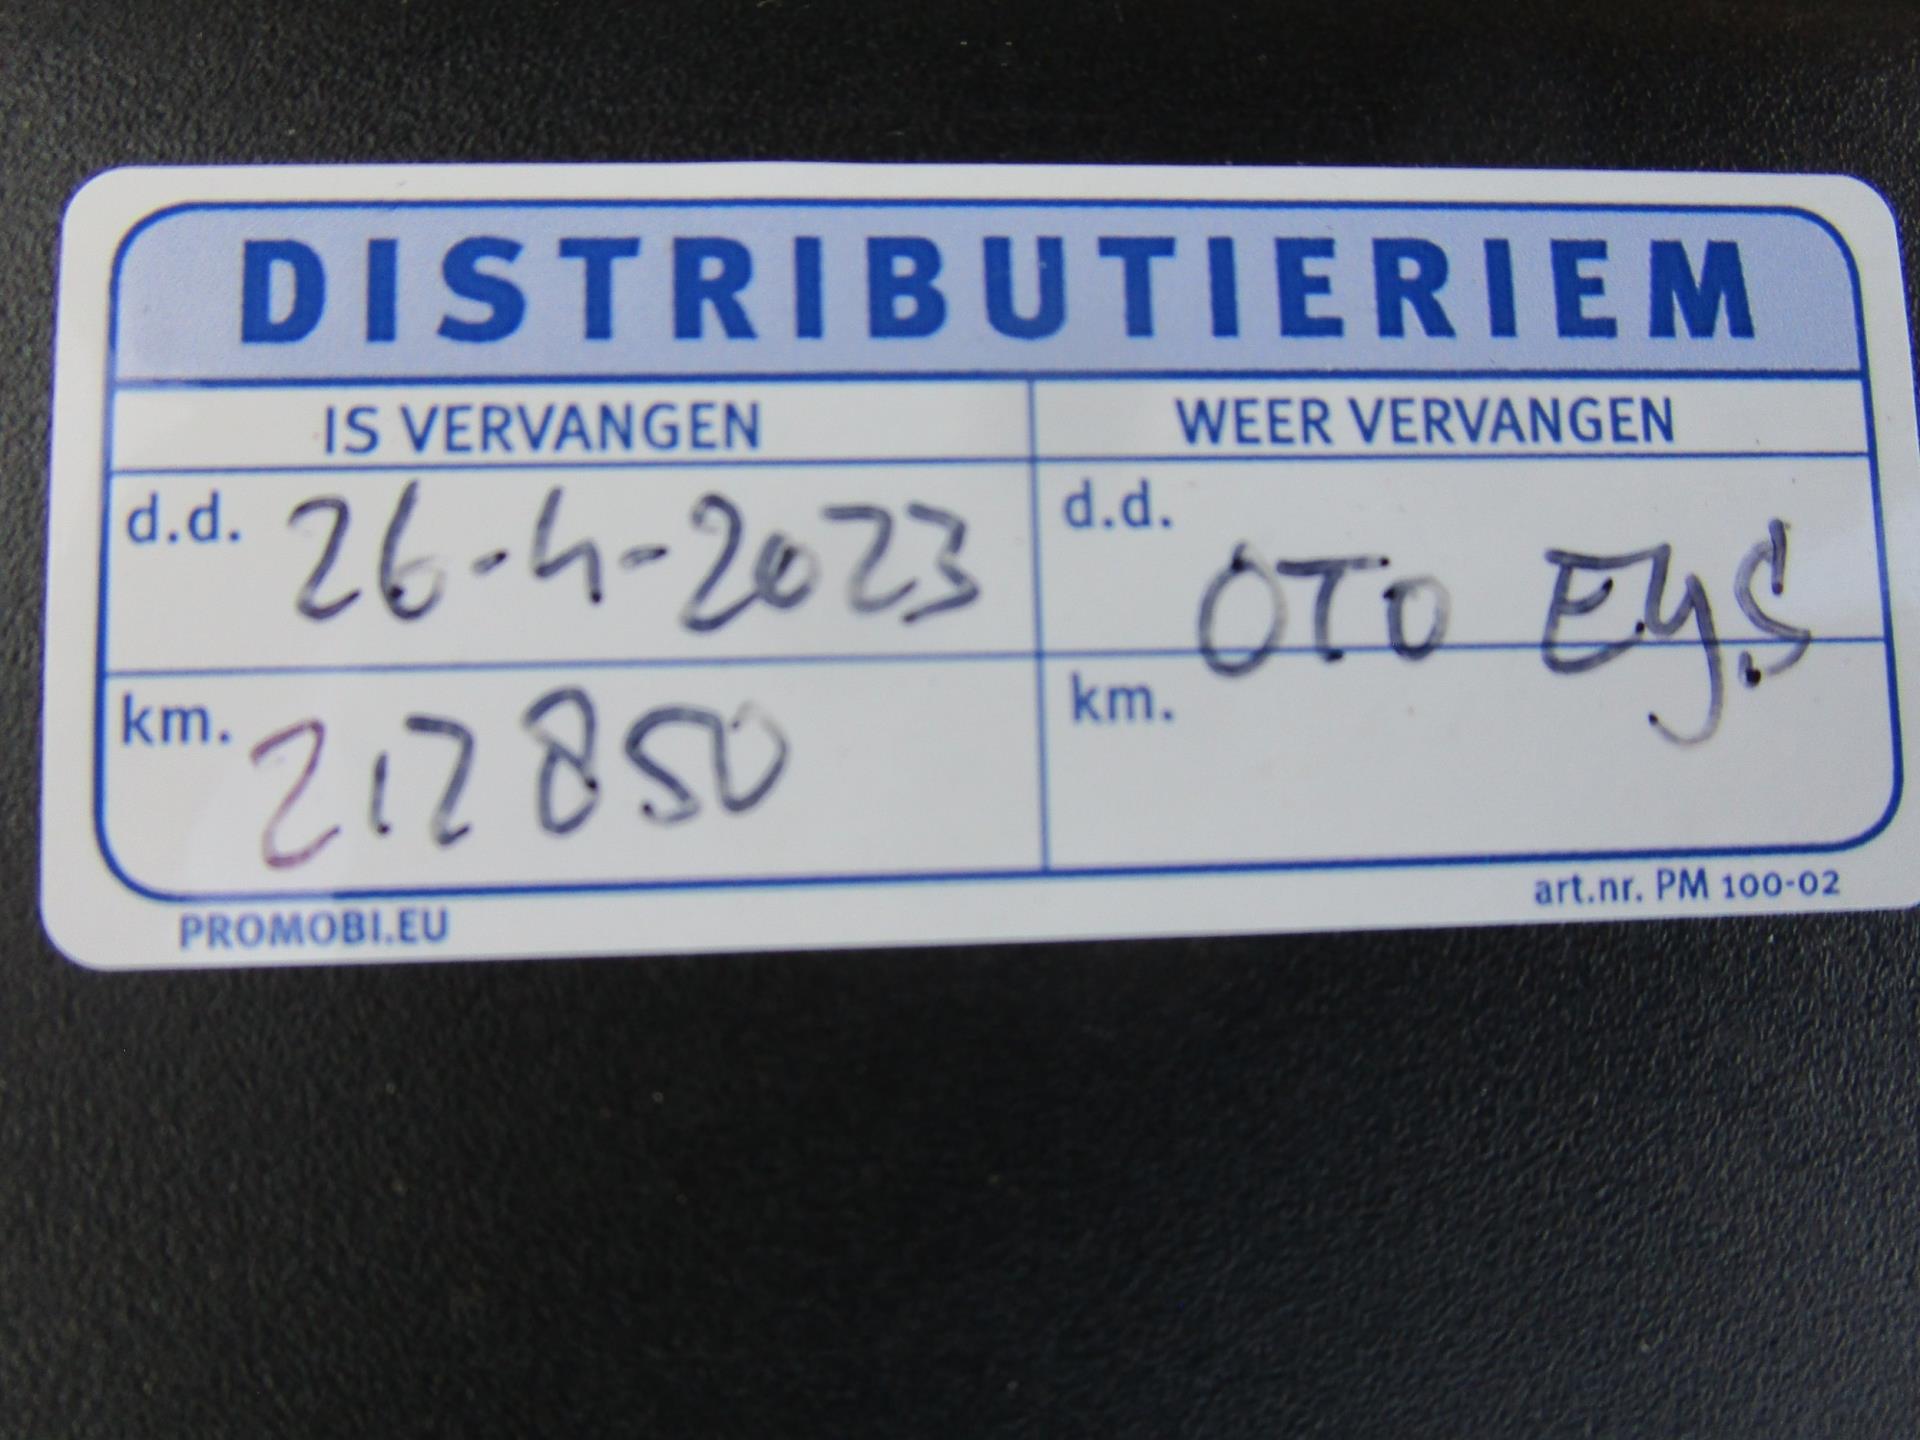 DISTRIBUTIERIEM
IS VERVANGEN
WEER VERVANGEN
d.d. 26-4-2023
d.d. OTO Eys
km. 212850
km.
PROMOBI.EU
art.nr. PM 100-02